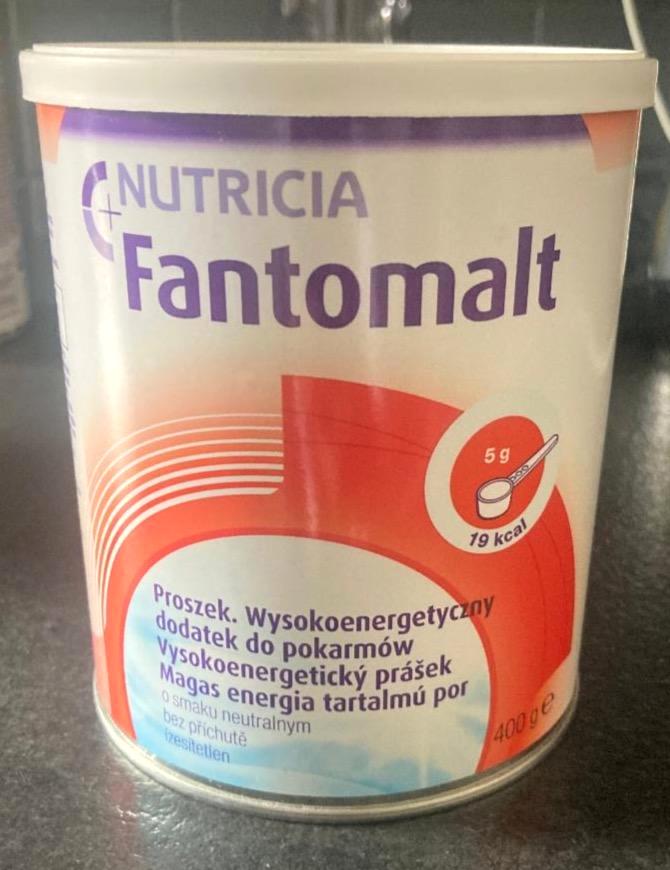 NUTRICIA
Fantomalt
5 g
19 kcal
Proszek. Wysokoenergetyczny
dodatek do pokarmów
Vysokoenergetický prášek
Magas energia tartalmú por
o smaku neutralnym
bez příchutě
ízesítetlen
400 g e